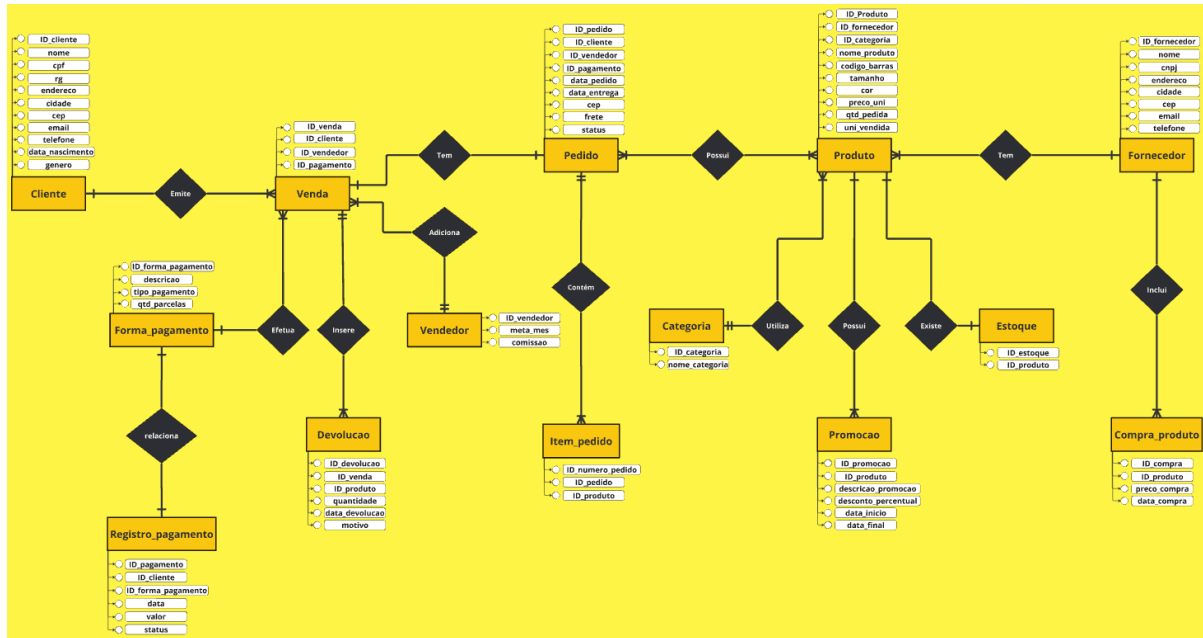 ID_cliente
nome
cpf
rg
endereco
cidade
cep
email
telefone
data_nascimento
genero
Cliente
Emite
ID_venda
ID_cliente
ID_vendedor
ID_pagamento
Venda
Tem
ID_pedido
ID_cliente
ID_vendedor
ID_pagamento
data_pedido
data_entrega
cep
frete
status
Pedido
Possui
ID_Produto
ID_fornecedor
ID_categoria
nome_produto
codigo_barras
tamanho
cor
preco_uni
qtd_pedida
uni_vendida
Produto
Tem
ID_fornecedor
nome
cnpj
endereco
cidade
cep
email
telefone
Fornecedor
Adiciona
ID_forma_pagamento
descricao
tipo_pagamento
qtd_parcelas
Forma_pagamento
Efetua
Insere
Vendedor
ID_vendedor
meta_mes
comissao
Contém
Categoria
ID_categoria
nome_categoria
Utiliza
Possui
Existe
Estoque
ID_estoque
ID_produto
Inclui
relaciona
Devolucao
ID_devolucao
ID_venda
ID_produto
quantidade
data_devolucao
motivo
Item_pedido
ID_numero_pedido
ID_pedido
ID_produto
Promocao
ID_promocao
ID_produto
descricao_promocao
desconto_percentual
data_inicio
data_final
Compra_produto
ID_compra
ID_produto
preco_compra
data_compra
Registro_pagamento
ID_pagamento
ID_cliente
ID_forma_pagamento
data
valor
status